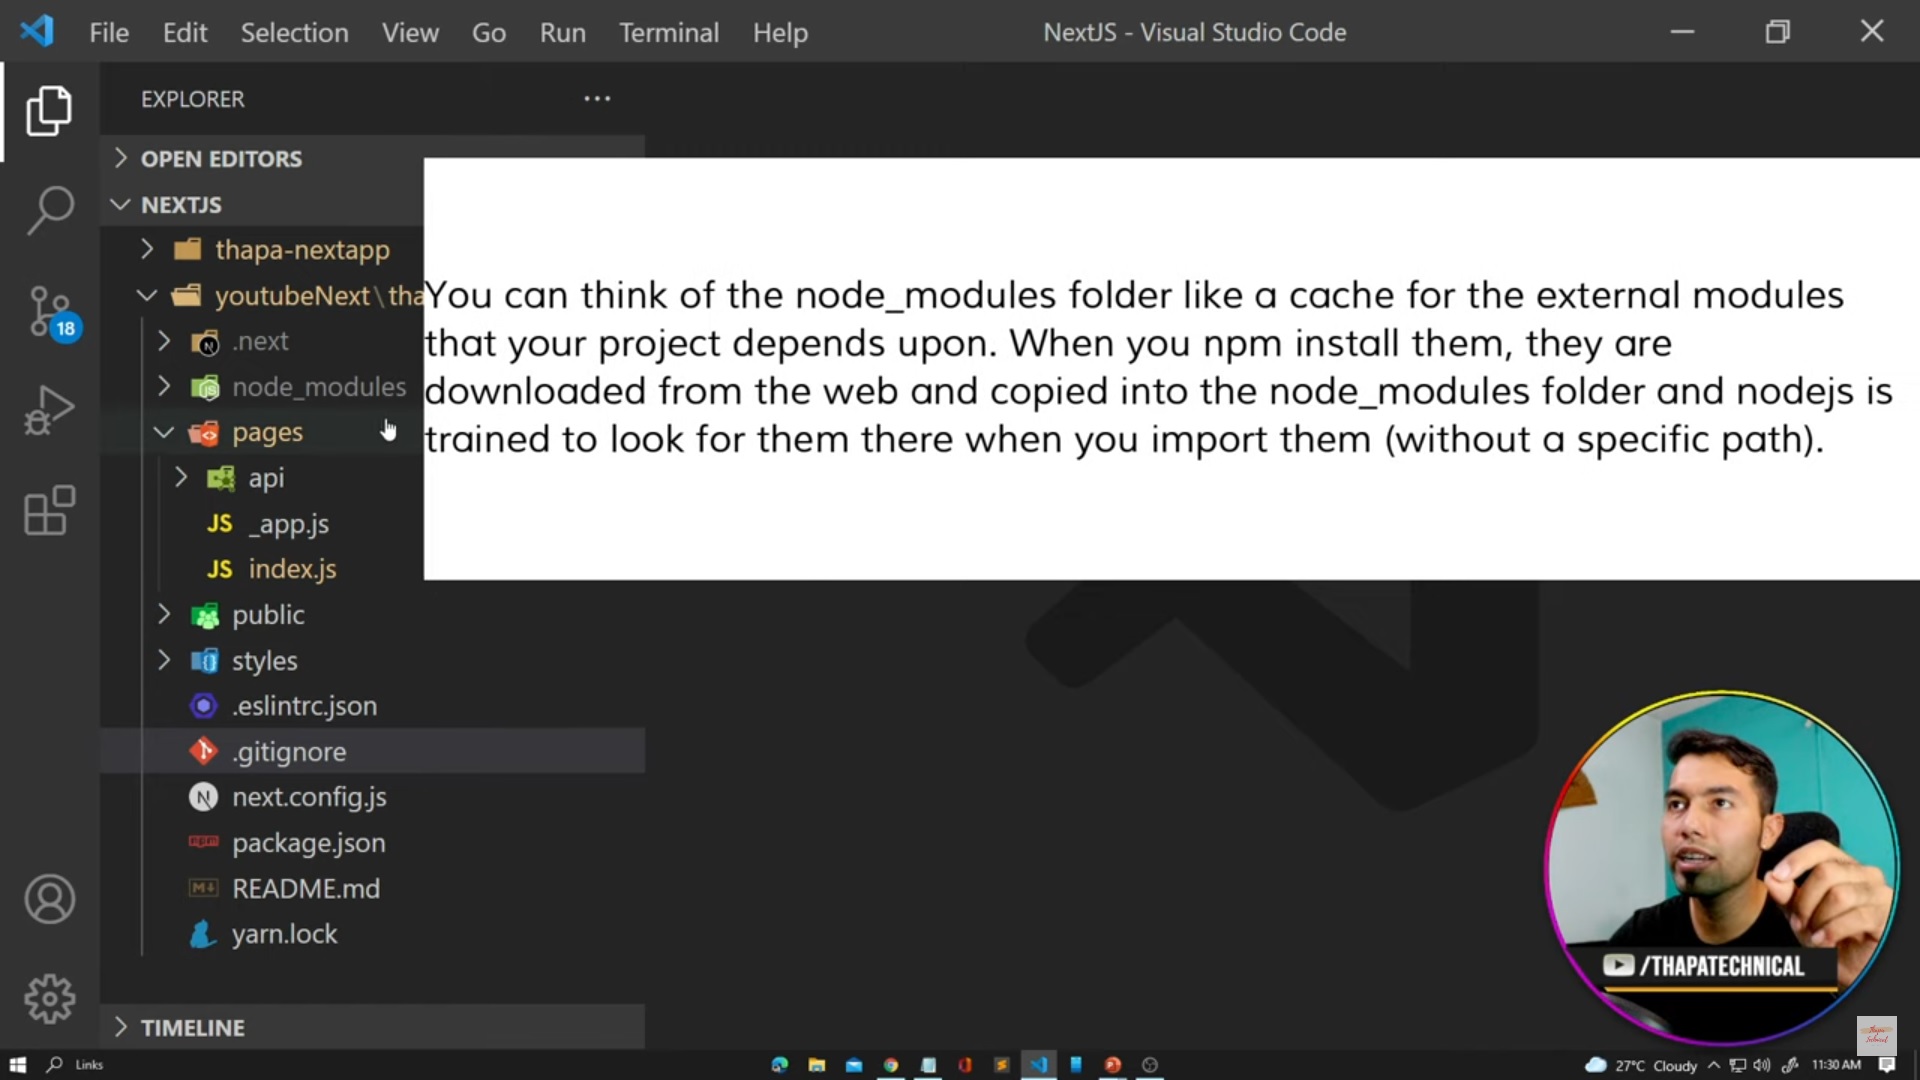 File Edit Selection View Go Run Terminal Help NextJS - Visual Studio Code
EXPLORER
OPEN EDITORS
NEXTJS
thapa-nextapp
youtubeNext\tha
.next
node_modules
pages
api
_app.js
index.js
public
styles
.eslintrc.json
.gitignore
next.config.js
package.json
README.md
yarn.lock
TIMELINE
18
You can think of the node_modules folder like a cache for the external modules
that your project depends upon. When you npm install them, they are
downloaded from the web and copied into the node_modules folder and nodejs is
trained to look for them there when you import them (without a specific path).
/THAPATECHNICAL
Links
27°C Cloudy
11:30 AM